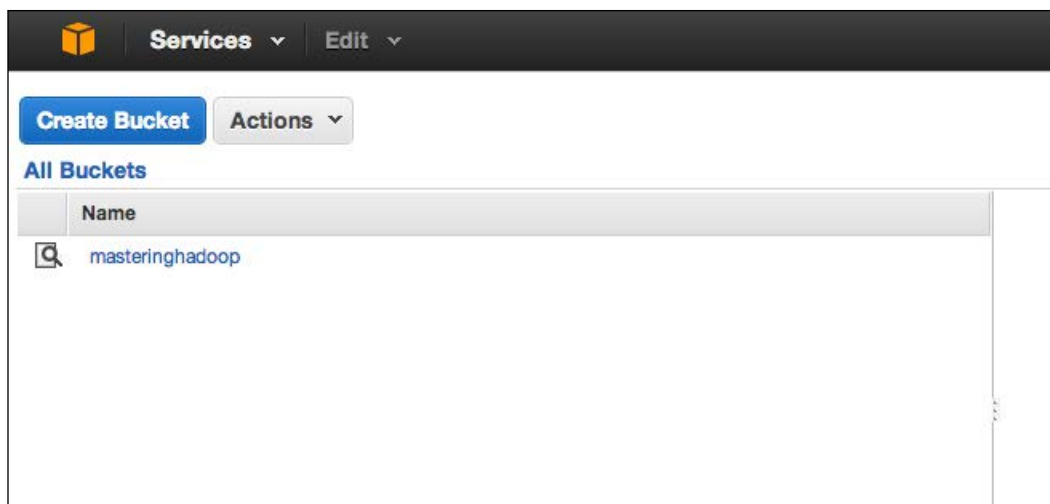 Services Edit
Create Bucket Actions
All Buckets
Name
masteringhadoop